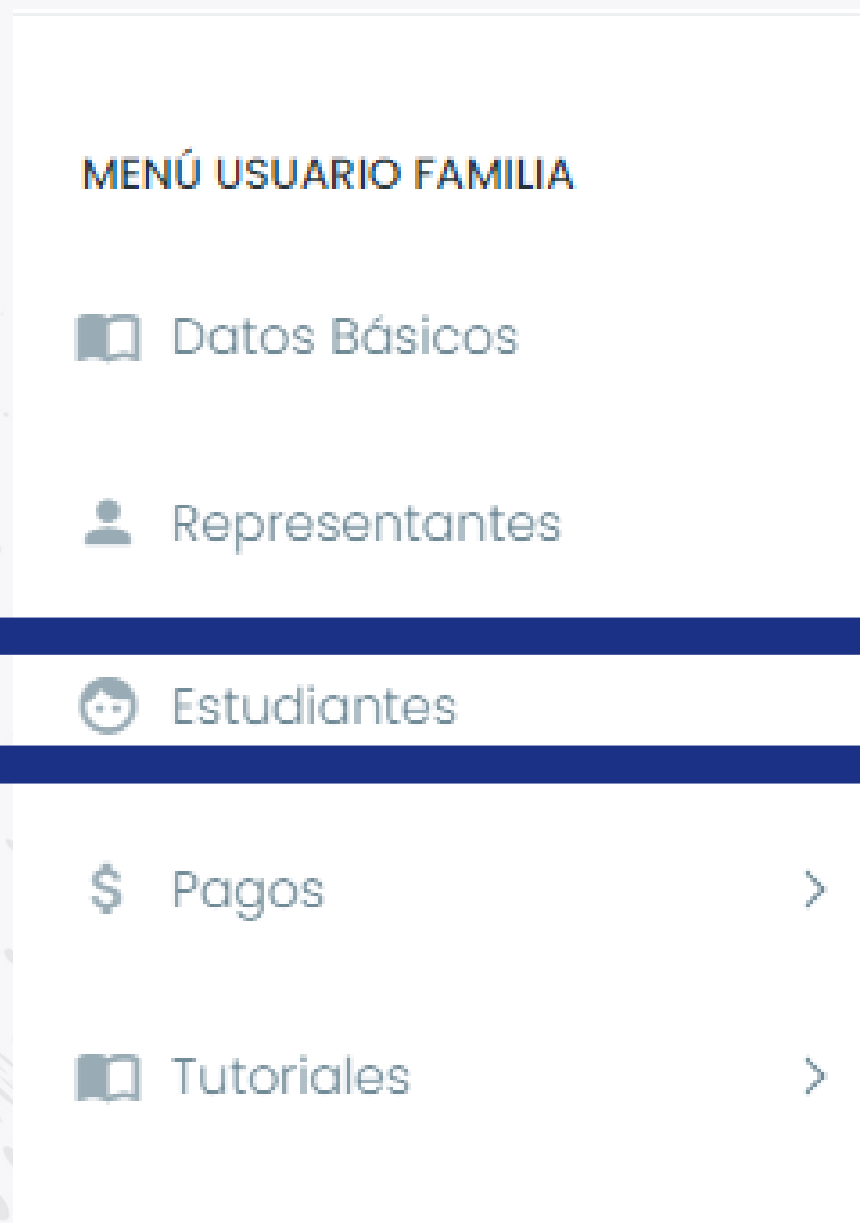 MENÚ USUARIO FAMILIA
Datos Básicos
Representantes
Estudiantes
Pagos
Tutoriales